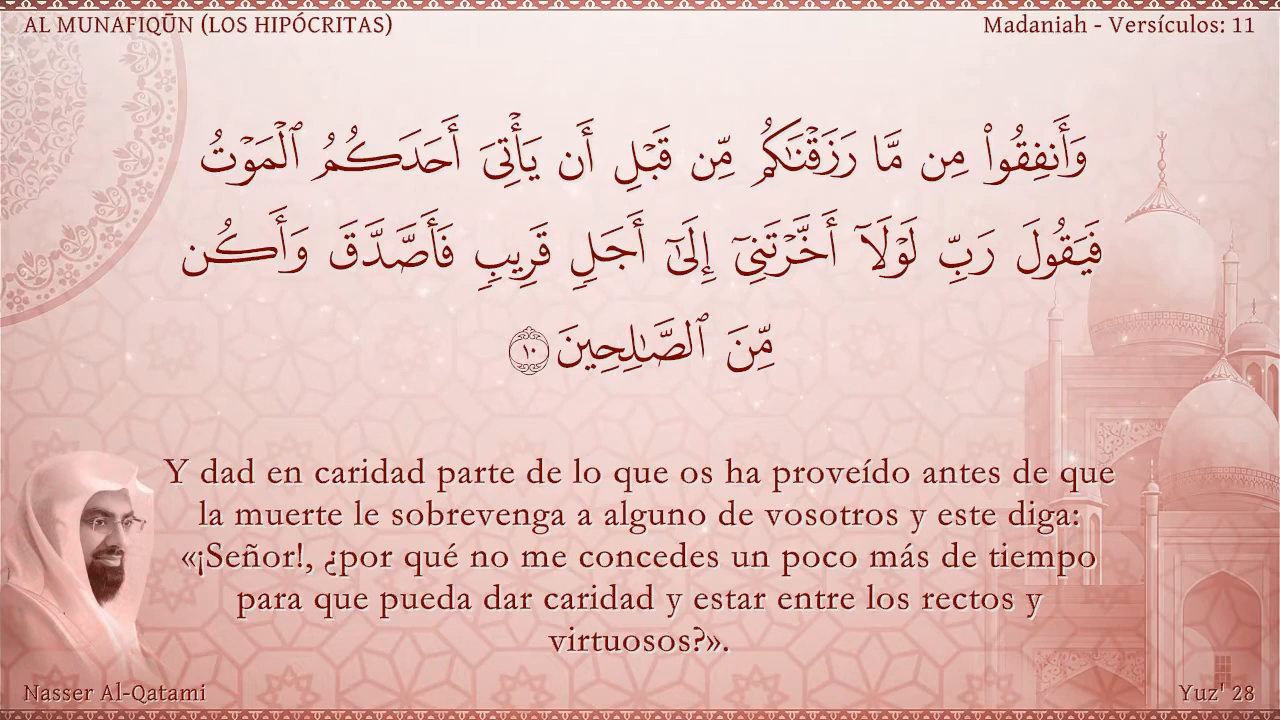 AL MUNAFIQŪN (LOS HIPÓCRITAS)
Madaniah - Versículos: 11
وَأَنفِقُوا۟ مِن مَّا رَزَقْنَـٰكُم مِّن قَبْلِ أَن يَأْتِىَ أَحَدَكُمُ ٱلْمَوْتُ
فَيَقُولَ رَبِّ لَوْلَآ أَخَّرْتَنِىٓ إِلَىٰٓ أَجَلٍ قَرِيبٍ فَأَصَّدَّقَ وَأَكُن
مِّنَ ٱلصَّـٰلِحِينَ ١٠
Y dad en caridad parte de lo que os ha proveído antes de que
la muerte le sobrevenga a alguno de vosotros y este diga:
«¡Señor!, ¿por qué no me concedes un poco más de tiempo
para que pueda dar caridad y estar entre los rectos y
virtuosos?».
Nasser Al-Qatami
Yuz' 28